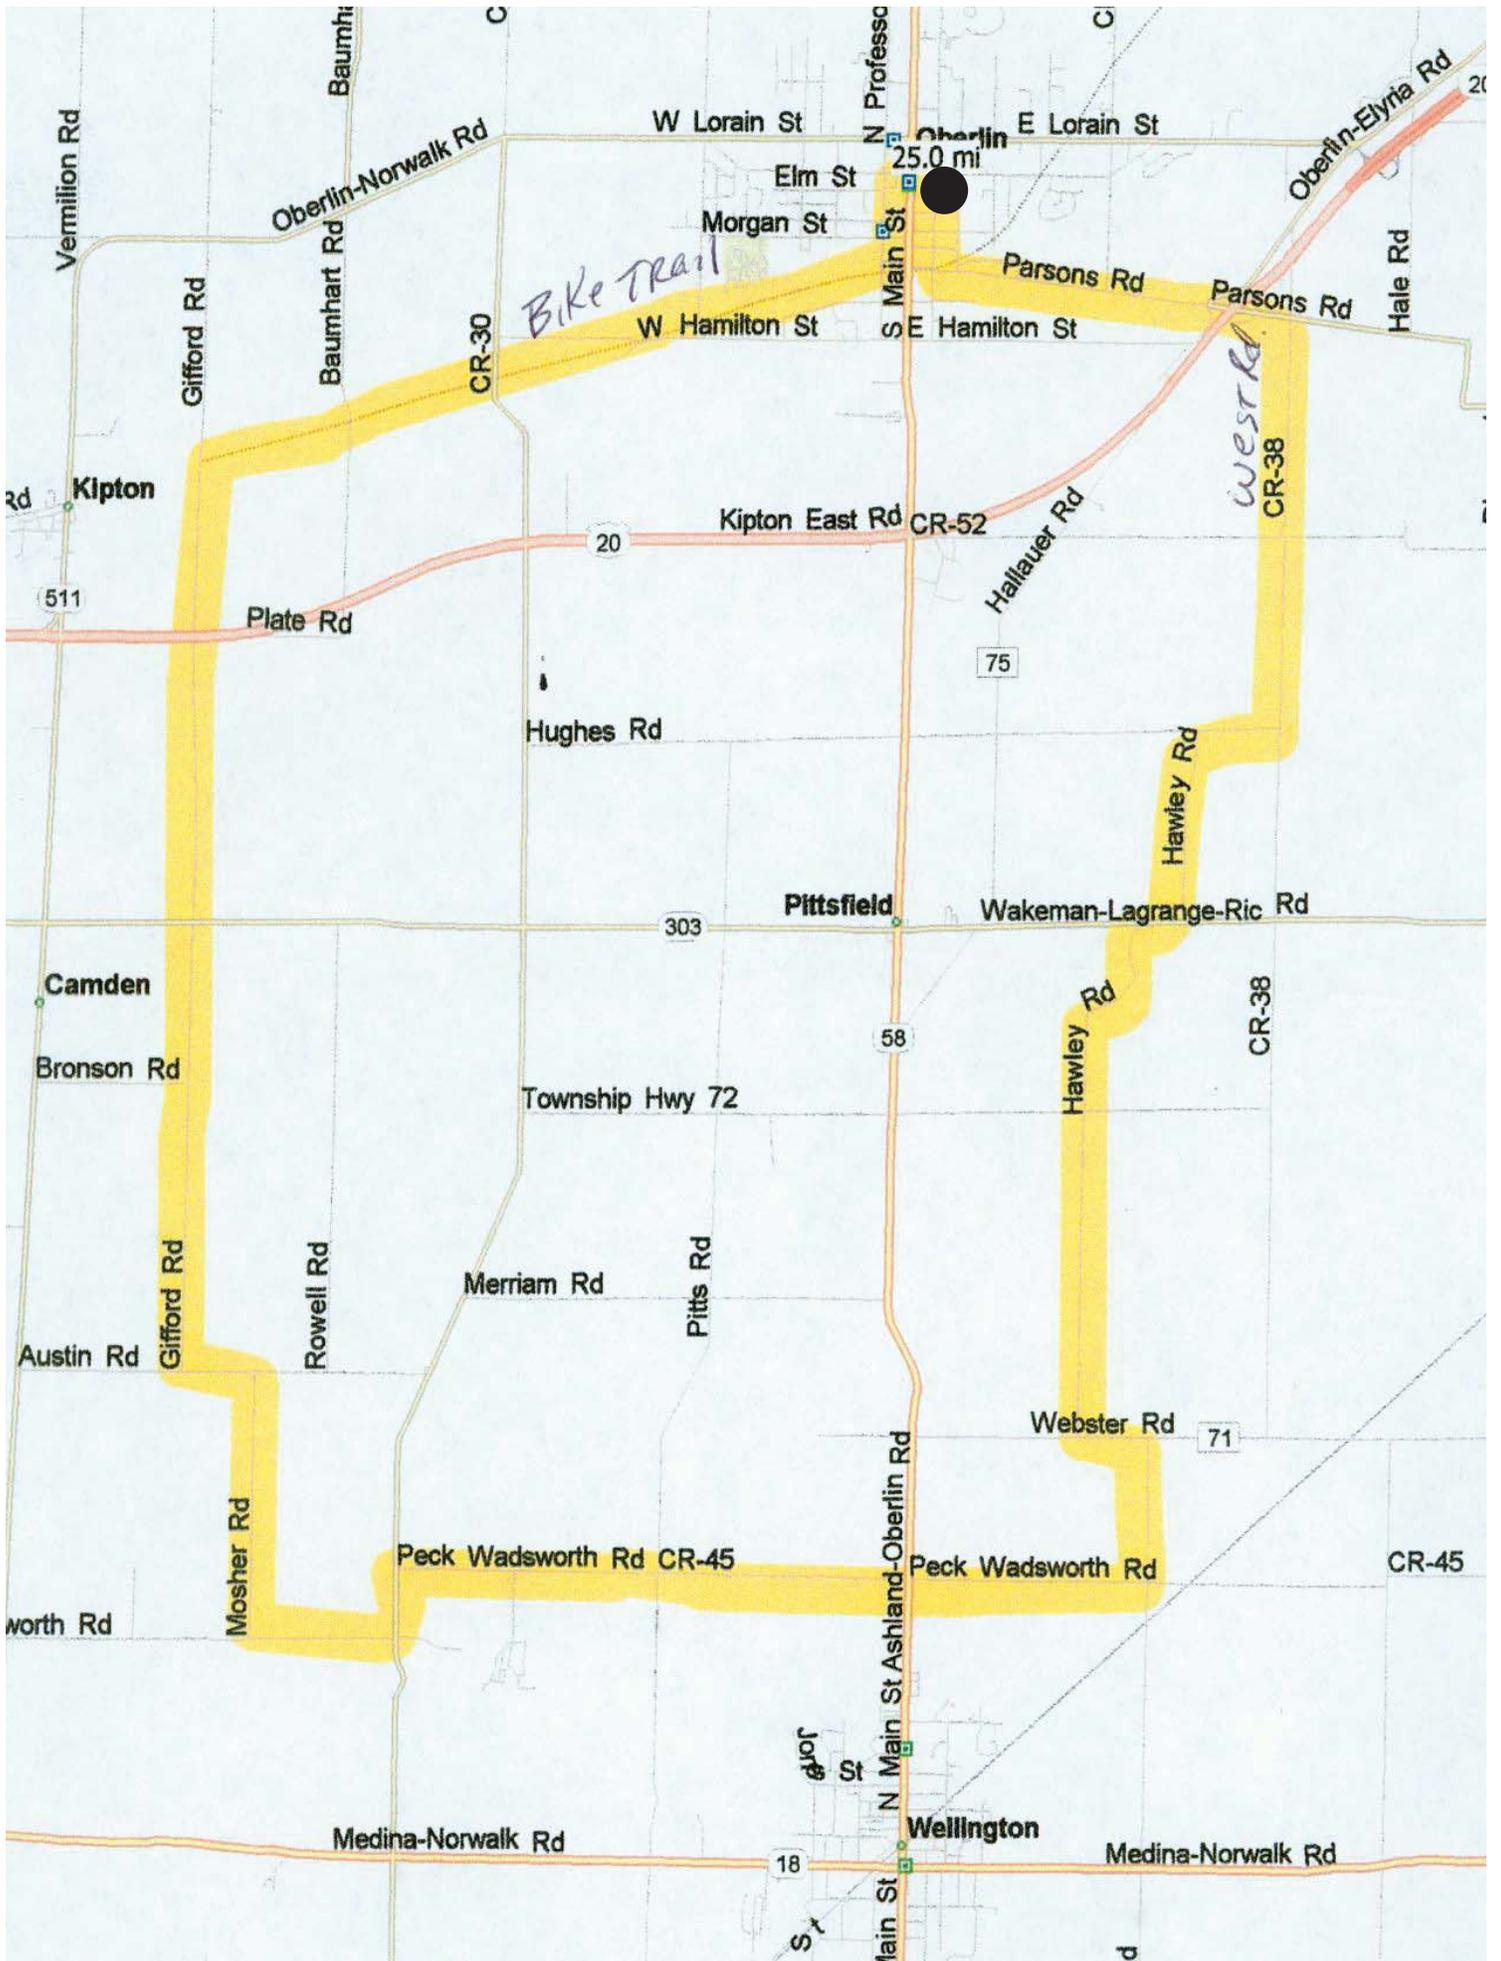 Baumha
C
N Professo
C
Vermilion Rd
Oberlin-Norwalk Rd
W Lorain St
Oberlin
E Lorain St
Oberlin-Elyria Rd
20
25.0 mi
Elm St
Morgan St
Gifford Rd
Baumhart Rd
Bike Trail
S Main St
Parsons Rd
Parsons Rd
Hale Rd
CR-30
W Hamilton St
E Hamilton St
West Rd.
CR-38
Rd
Kipton
Kipton East Rd
CR-52
20
Hallauer Rd
511
Plate Rd
75
Hughes Rd
Hawley Rd
Pittsfield
Wakeman-Lagrange-Ric Rd
303
Camden
Hawley Rd
CR-38
58
Bronson Rd
Township Hwy 72
Gifford Rd
Rowell Rd
Merriam Rd
Pitts Rd
Austin Rd
Webster Rd
71
Ashland-Oberlin Rd
Mosher Rd
Peck Wadsworth Rd CR-45
Peck Wadsworth Rd
CR-45
worth Rd
N Main St
St
Wellington
Medina-Norwalk Rd
18
Medina-Norwalk Rd
Main St
S
d